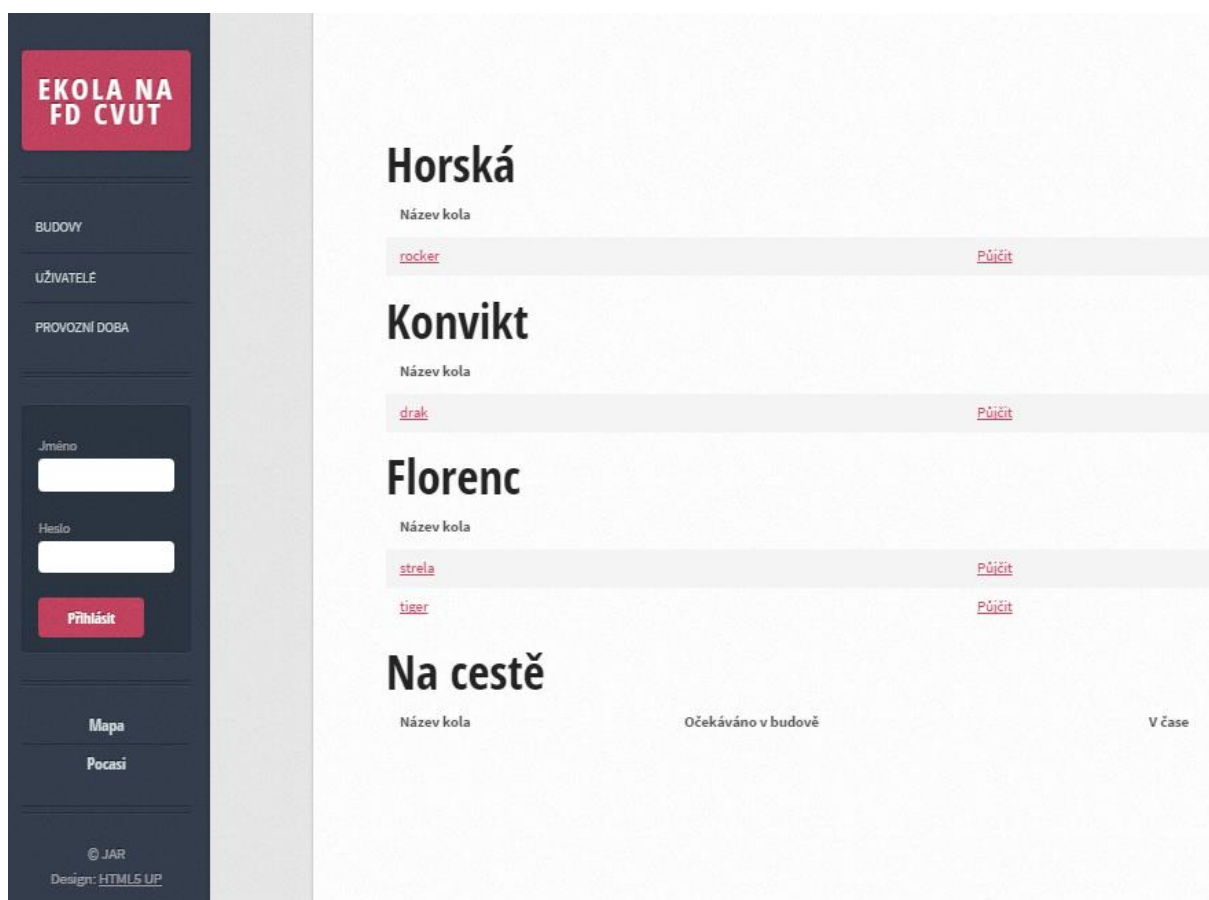 EKOLA NA
FD CVUT
BUDOVY
UŽIVATELÉ
PROVOZNÍ DOBA
Jméno
Heslo
Přihlásit
Mapa
Pocasi
© JAR
Design: HTML5 UP
Horská
Název kola
rocker Půjčit
Konvikt
Název kola
drak Půjčit
Florenc
Název kola
strela Půjčit
tiger Půjčit
Na cestě
Název kola Očekáváno v budově V čase